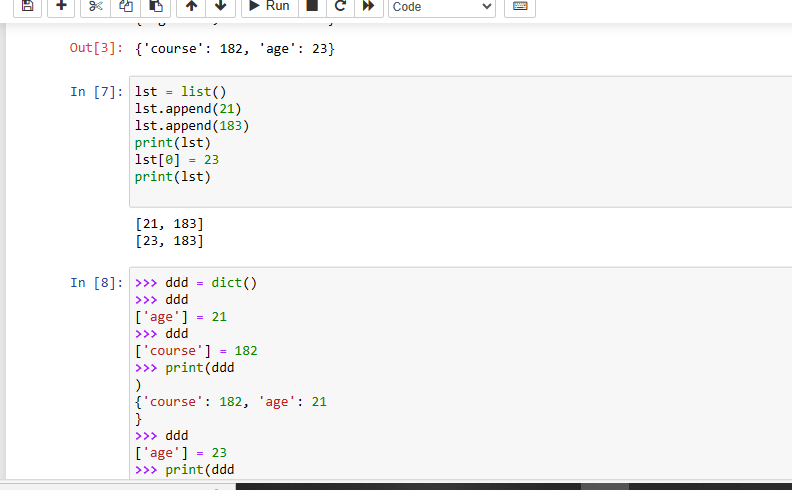 Run Code
Out[3]: {'course': 182, 'age': 23}
In [7]: lst = list()
lst.append(21)
lst.append(183)
print(lst)
lst[0] = 23
print(lst)
[21, 183]
[23, 183]
In [8]: >>> ddd = dict()
>>> ddd
['age'] = 21
>>> ddd
['course'] = 182
>>> print(ddd
)
{'course': 182, 'age': 21
}
>>> ddd
['age'] = 23
>>> print(ddd